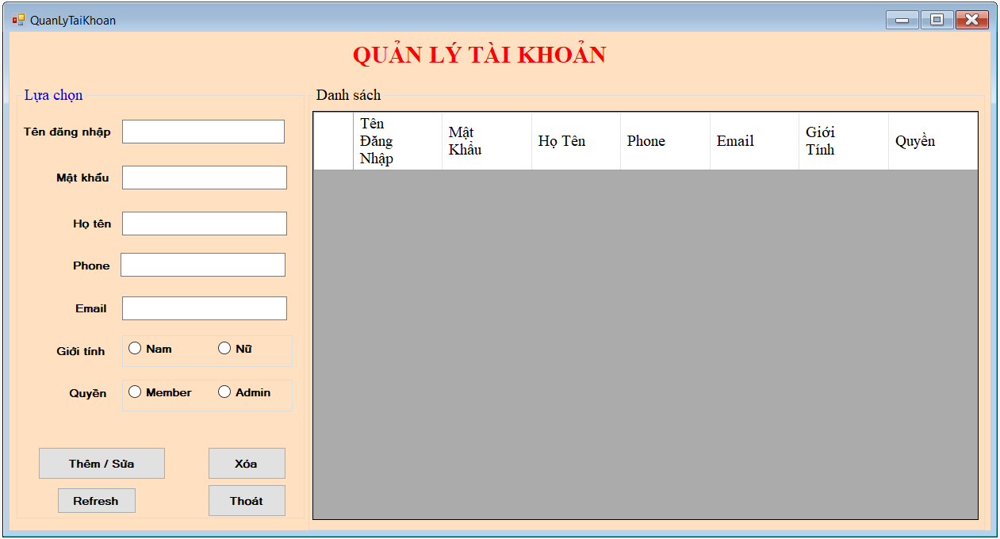 QuanLyTaiKhoan
QUẢN LÝ TÀI KHOẢN
Lựa chọn
Tên đăng nhập
Mật khẩu
Họ tên
Phone
Email
Giới tính
Nam
Nữ
Quyền
Member
Admin
Thêm / Sửa
Xóa
Refresh
Thoát
Danh sách
Tên
Đăng
Nhập
Mật
Khẩu
Họ Tên
Phone
Email
Giới
Tính
Quyền